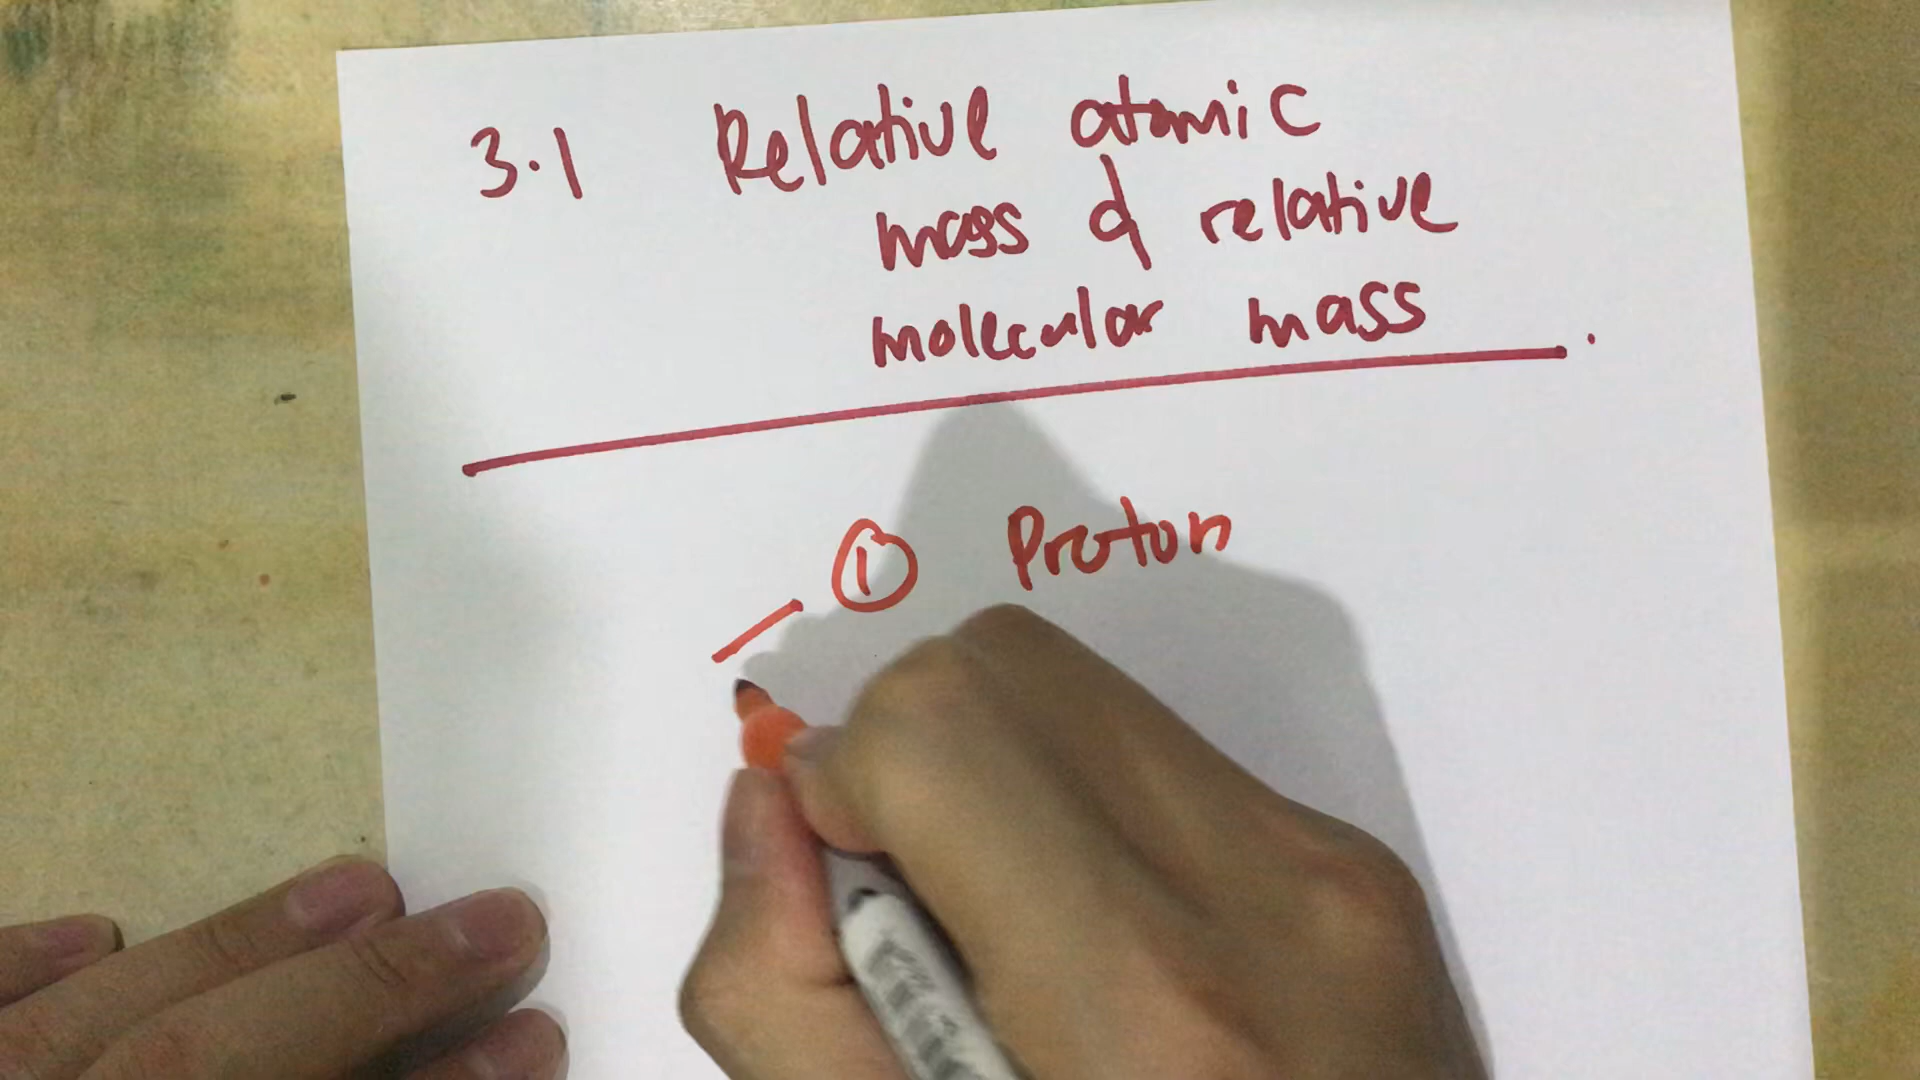 3.1 Relative atomic
mass & relative
molecular mass.
① Proton